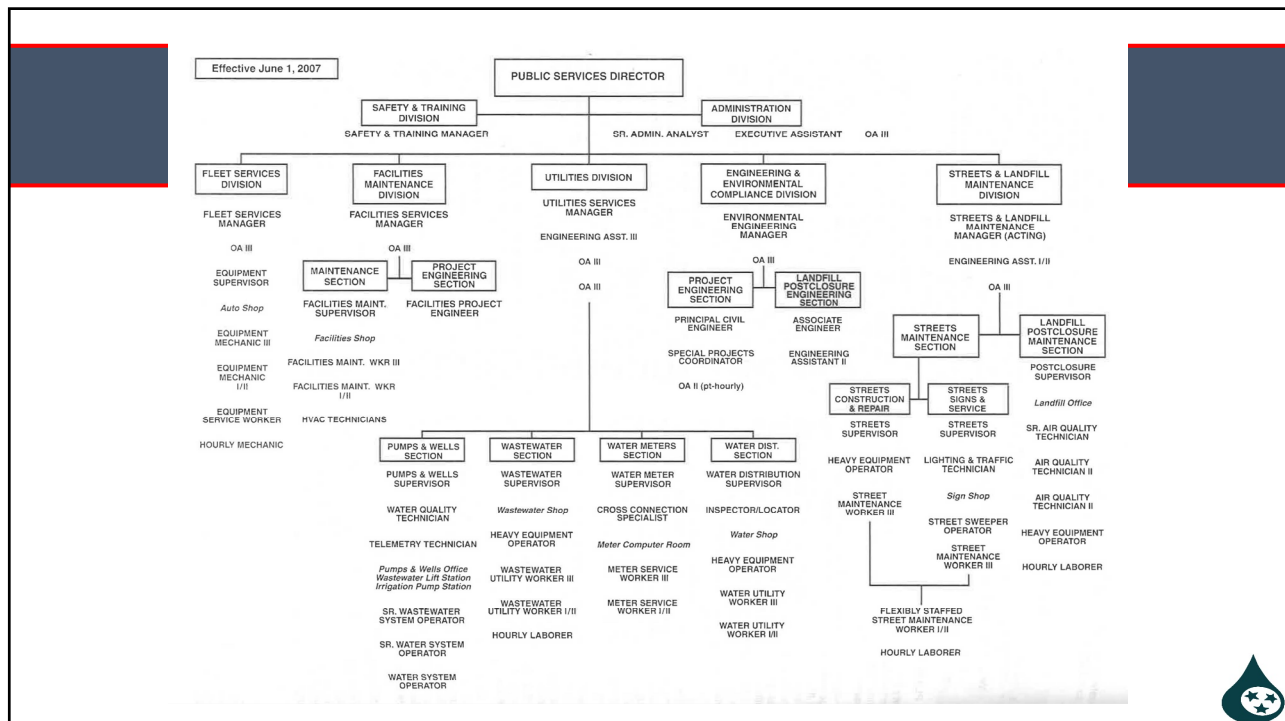 Effective June 1, 2007
PUBLIC SERVICES DIRECTOR
SAFETY & TRAINING
DIVISION
SAFETY & TRAINING MANAGER
ADMINISTRATION
DIVISION
SR. ADMIN. ANALYST EXECUTIVE ASSISTANT OA III
FLEET SERVICES
DIVISION
FLEET SERVICES
MANAGER
OA III
EQUIPMENT
SUPERVISOR
Auto Shop
EQUIPMENT
MECHANIC III
EQUIPMENT
MECHANIC
I/II
EQUIPMENT
SERVICE WORKER
HOURLY MECHANIC
FACILITIES
MAINTENANCE
DIVISION
FACILITIES SERVICES
MANAGER
OA III
MAINTENANCE
SECTION
FACILITIES MAINT.
SUPERVISOR
Facilities Shop
FACILITIES MAINT. WKR III
FACILITIES MAINT. WKR
I/II
HVAC TECHNICIANS
PROJECT
ENGINEERING
SECTION
FACILITIES PROJECT
ENGINEER
UTILITIES DIVISION
UTILITIES SERVICES
MANAGER
ENGINEERING ASST. III
OA III
OA III
PUMPS & WELLS
SECTION
PUMPS & WELLS
SUPERVISOR
WATER QUALITY
TECHNICIAN
TELEMETRY TECHNICIAN
Pumps & Wells Office
Wastewater Lift Station
Irrigation Pump Station
SR. WASTEWATER
SYSTEM OPERATOR
SR. WATER SYSTEM
OPERATOR
WATER SYSTEM
OPERATOR
WASTEWATER
SECTION
WASTEWATER
SUPERVISOR
Wastewater Shop
HEAVY EQUIPMENT
OPERATOR
WASTEWATER
UTILITY WORKER III
WASTEWATER
UTILITY WORKER I/II
HOURLY LABORER
WATER METERS
SECTION
WATER METER
SUPERVISOR
CROSS CONNECTION
SPECIALIST
Meter Computer Room
METER SERVICE
WORKER III
METER SERVICE
WORKER I/II
WATER DIST.
SECTION
WATER DISTRIBUTION
SUPERVISOR
INSPECTOR/LOCATOR
Water Shop
HEAVY EQUIPMENT
OPERATOR
WATER UTILITY
WORKER III
WATER UTILITY
WORKER I/II
ENGINEERING &
ENVIRONMENTAL
COMPLIANCE DIVISION
ENVIRONMENTAL
ENGINEERING
MANAGER
OA III
PROJECT
ENGINEERING
SECTION
PRINCIPAL CIVIL
ENGINEER
SPECIAL PROJECTS
COORDINATOR
OA II (pt-hourly)
LANDFILL
POSTCLOSURE
ENGINEERING
SECTION
ASSOCIATE
ENGINEER
ENGINEERING
ASSISTANT II
STREETS & LANDFILL
MAINTENANCE
DIVISION
STREETS & LANDFILL
MAINTENANCE
MANAGER (ACTING)
ENGINEERING ASST. I/II
OA III
STREETS
MAINTENANCE
SECTION
STREETS
CONSTRUCTION
& REPAIR
STREETS
SUPERVISOR
HEAVY EQUIPMENT
OPERATOR
STREET
MAINTENANCE
WORKER III
STREETS
SIGNS &
SERVICE
STREETS
SUPERVISOR
LIGHTING & TRAFFIC
TECHNICIAN
Sign Shop
STREET SWEEPER
OPERATOR
STREET
MAINTENANCE
WORKER III
FLEXIBLY STAFFED
STREET MAINTENANCE
WORKER I/II
HOURLY LABORER
LANDFILL
POSTCLOSURE
MAINTENANCE
SECTION
POSTCLOSURE
SUPERVISOR
Landfill Office
SR. AIR QUALITY
TECHNICIAN
AIR QUALITY
TECHNICIAN II
AIR QUALITY
TECHNICIAN II
HEAVY EQUIPMENT
OPERATOR
HOURLY LABORER